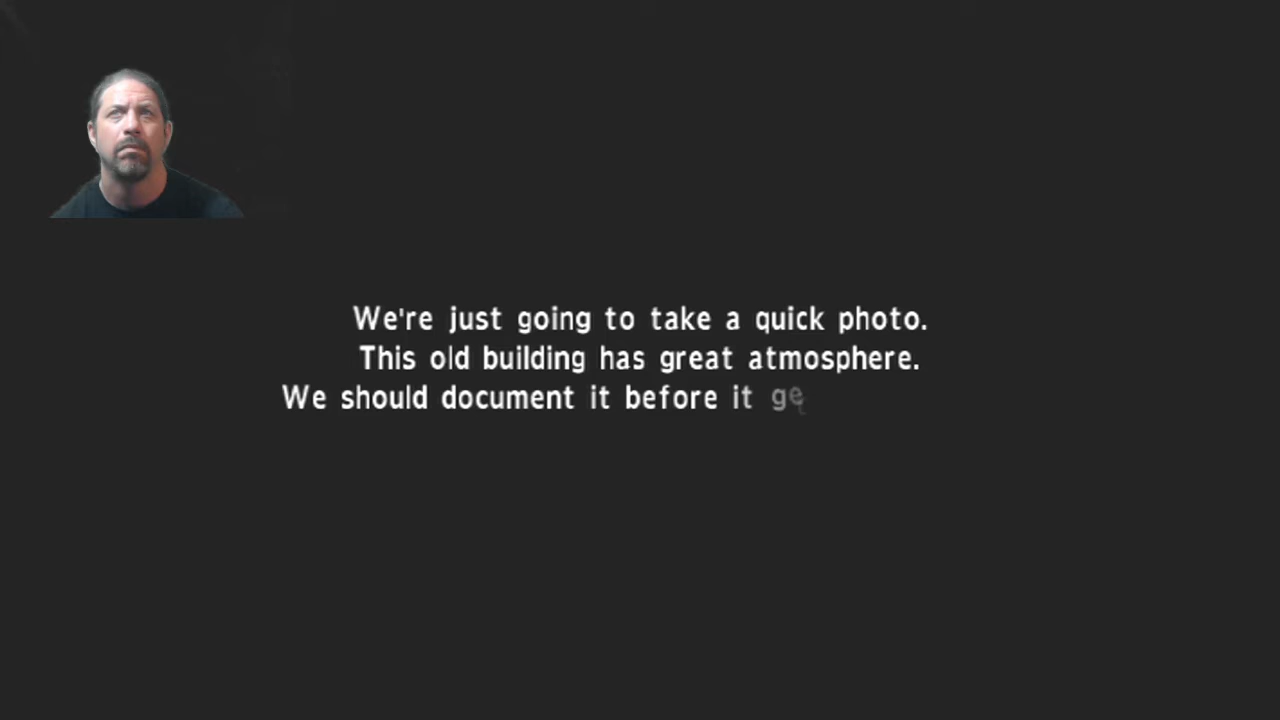 We're just going to take a quick photo.
This old building has great atmosphere.
We should document it before it